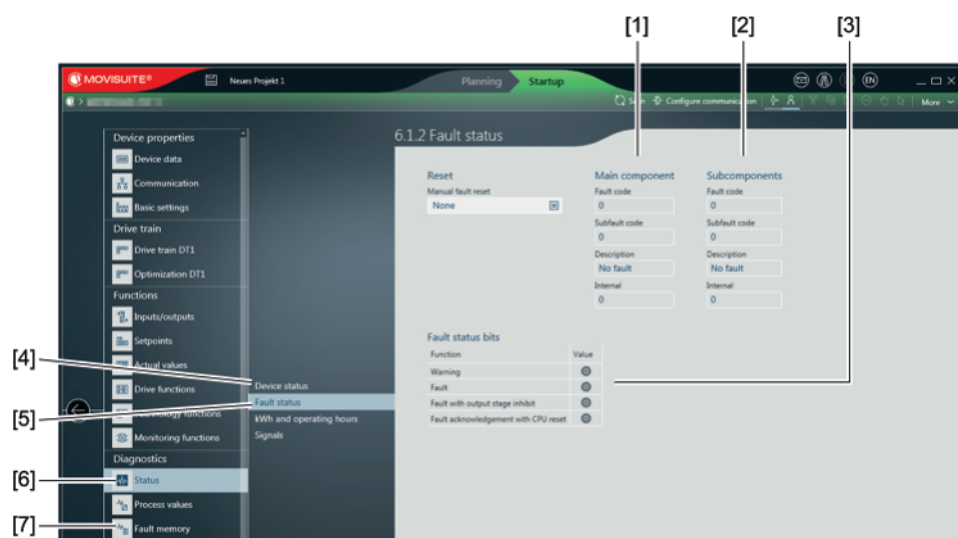 [1] [2] [3]
MOVISUITE® Neues Projekt 1 Planning Startup EN
Configure communication More
Device properties
Device data
Communication
Basic settings
Drive train
Drive train DT1
Optimization DT1
Functions
Inputs/outputs
Setpoints
Actual values
Drive functions
functions
Monitoring functions
Diagnostics
Status
Process values
Fault memory
[4]
[5]
[6]
[7]
Device status
Fault status
kWh and operating hours
Signals
6.1.2 Fault status
Reset
Manual fault reset
None
Main component
Fault code
0
Subfault code
0
Description
No fault
Internal
0
Subcomponents
Fault code
0
Subfault code
0
Description
No fault
Internal
0
Fault status bits
Function Value
Warning
Fault
Fault with output stage inhibit
Fault acknowledgement with CPU reset